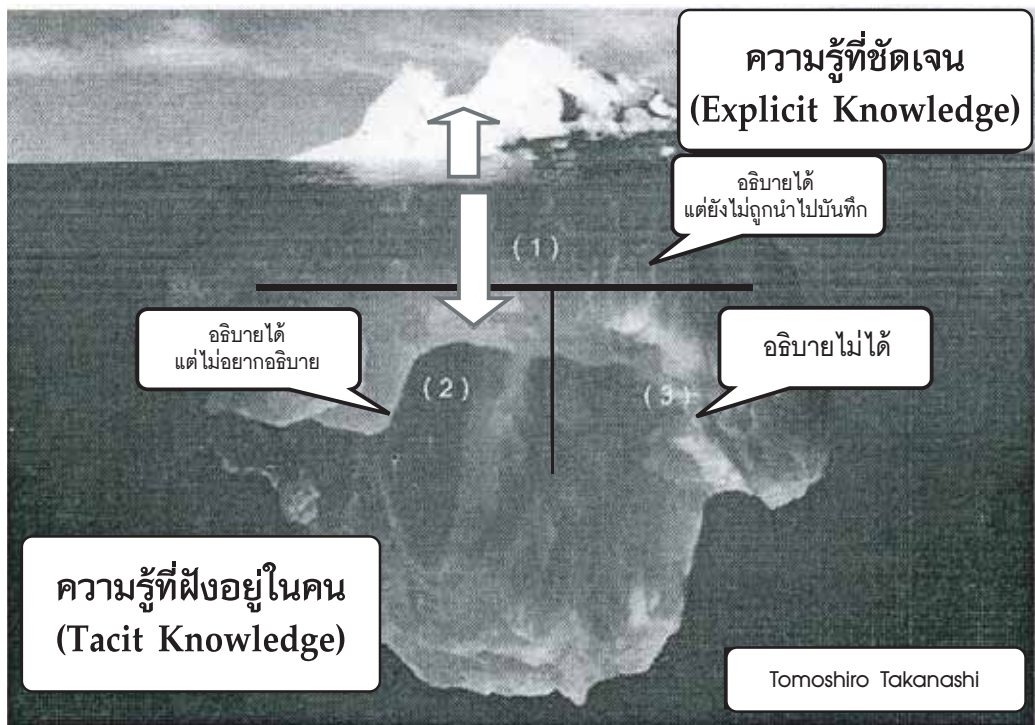 ความรู้ที่ชัดเจน
(Explicit Knowledge)
อธิบายได้
แต่ยังไม่ถูกนำไปบันทึก
(1)
อธิบายได้
แต่ไม่อยากอธิบาย
อธิบายไม่ได้
(2)
(3)
ความรู้ที่ฝังอยู่ในคน
(Tacit Knowledge)
Tomoshiro Takanashi